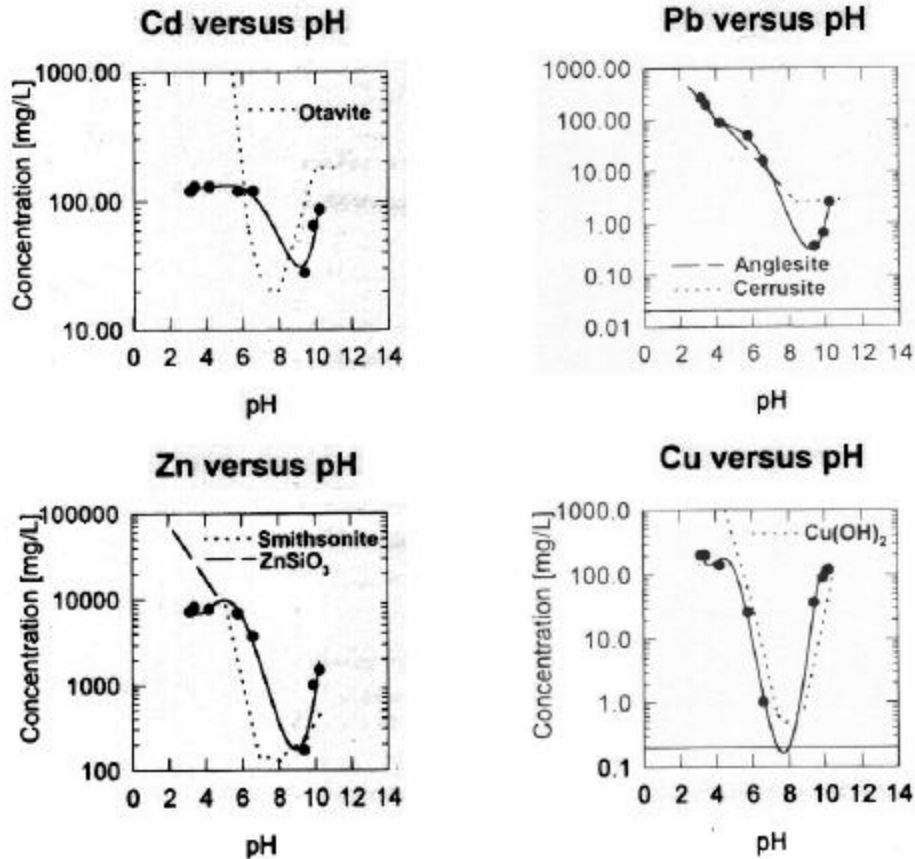 Cd versus pH
Concentration [mg/L]
1000.00
100.00
10.00
Otavite
0 2 4 6 8 10 12 14
pH
Pb versus pH
Concentration [mg/L]
1000.00
100.00
10.00
1.00
0.10
0.01
Anglesite
Cerrusite
0 2 4 6 8 10 12 14
pH
Zn versus pH
Concentration [mg/L]
100000
10000
1000
100
Smithsonite
ZnSiO₃
0 2 4 6 8 10 12 14
pH
Cu versus pH
Concentration [mg/L]
1000.0
100.0
10.0
1.0
0.1
Cu(OH)₂
0 2 4 6 8 10 12 14
pH